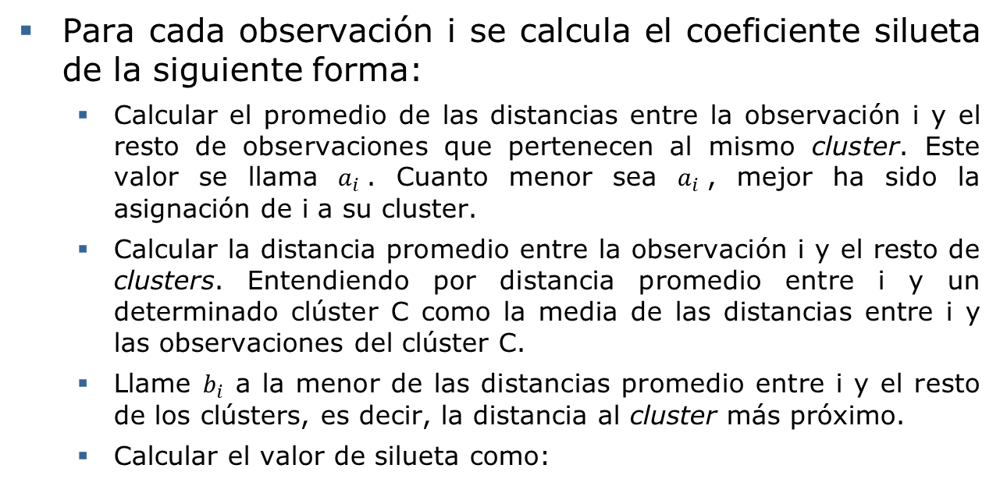 ▪ Para cada observación i se calcula el coeficiente silueta
de la siguiente forma:
▪ Calcular el promedio de las distancias entre la observación i y el
resto de observaciones que pertenecen al mismo cluster. Este
valor se llama aᵢ . Cuanto menor sea aᵢ , mejor ha sido la
asignación de i a su cluster.
▪ Calcular la distancia promedio entre la observación i y el resto de
clusters. Entendiendo por distancia promedio entre i y un
determinado clúster C como la media de las distancias entre i y
las observaciones del clúster C.
▪ Llame bᵢ a la menor de las distancias promedio entre i y el resto
de los clústers, es decir, la distancia al cluster más próximo.
▪ Calcular el valor de silueta como: